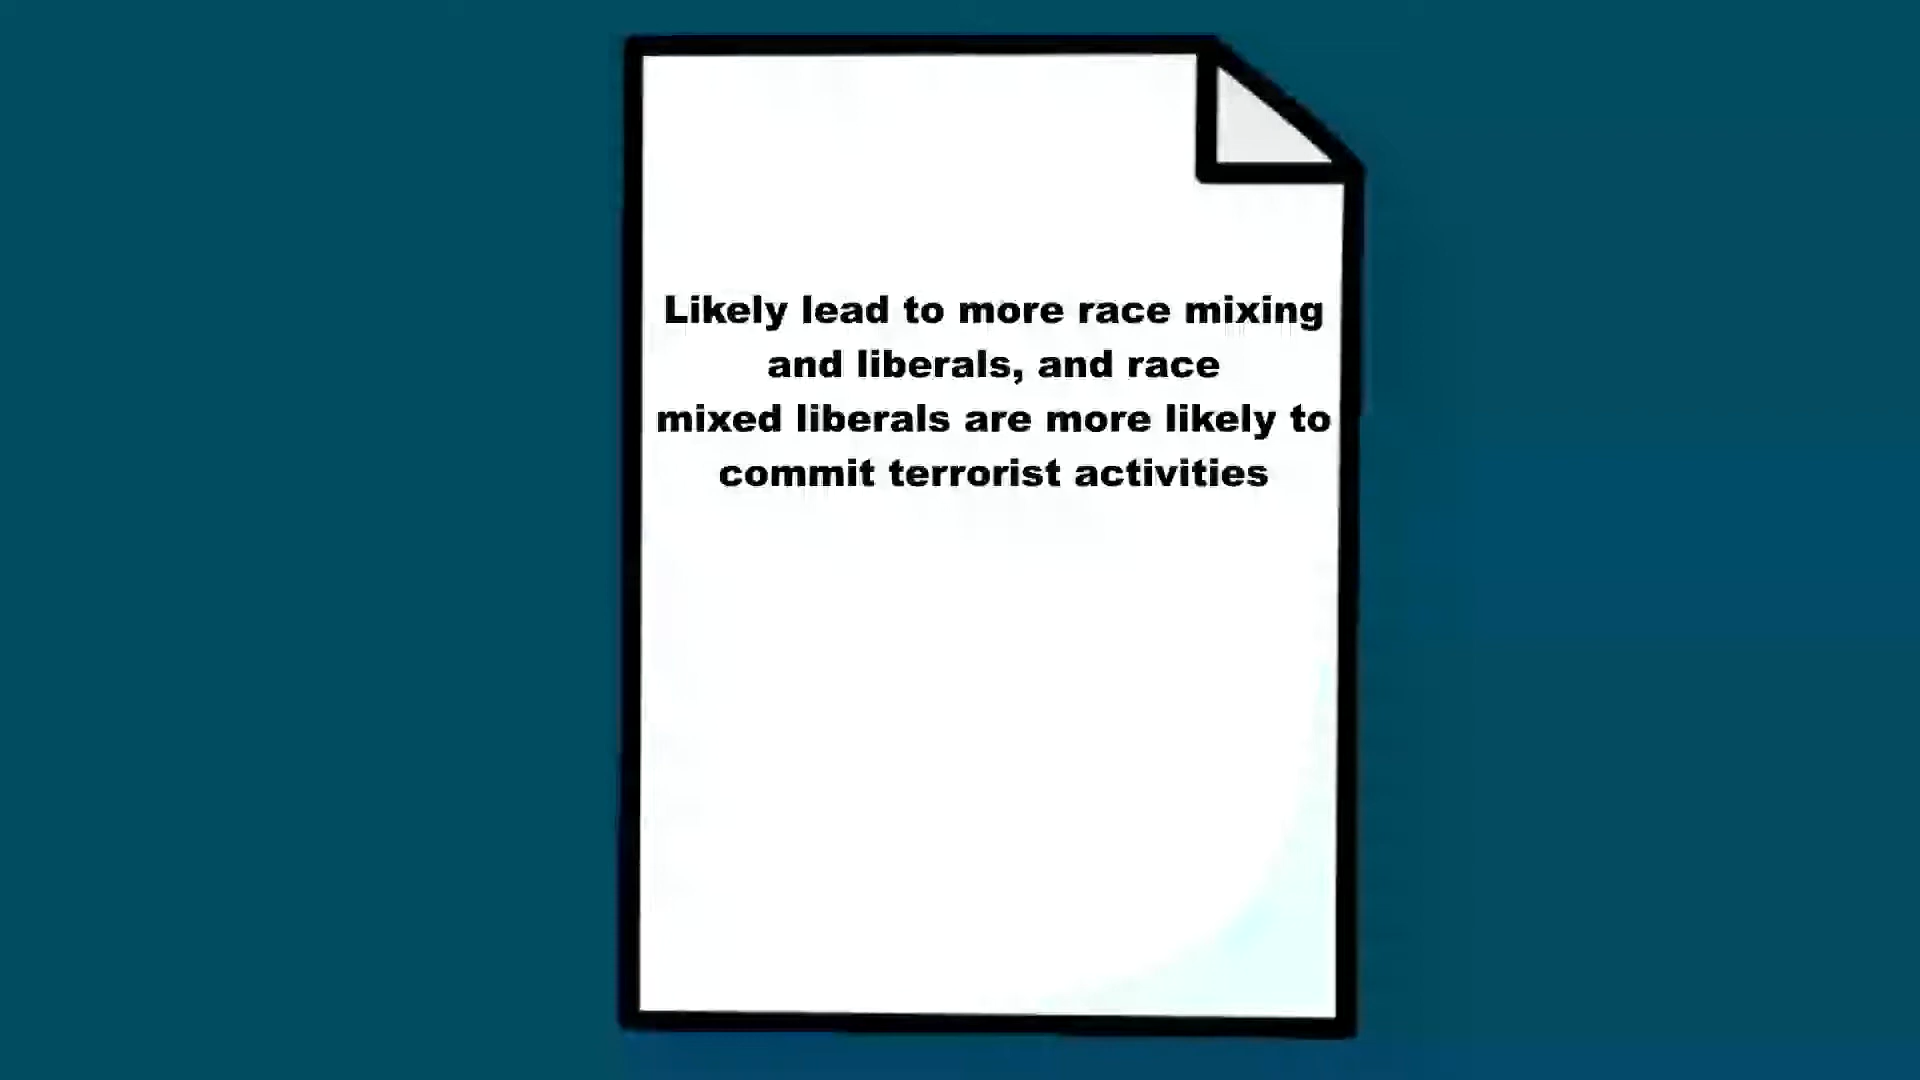 Likely lead to more race mixing
and liberals, and race
mixed liberals are more likely to
commit terrorist activities